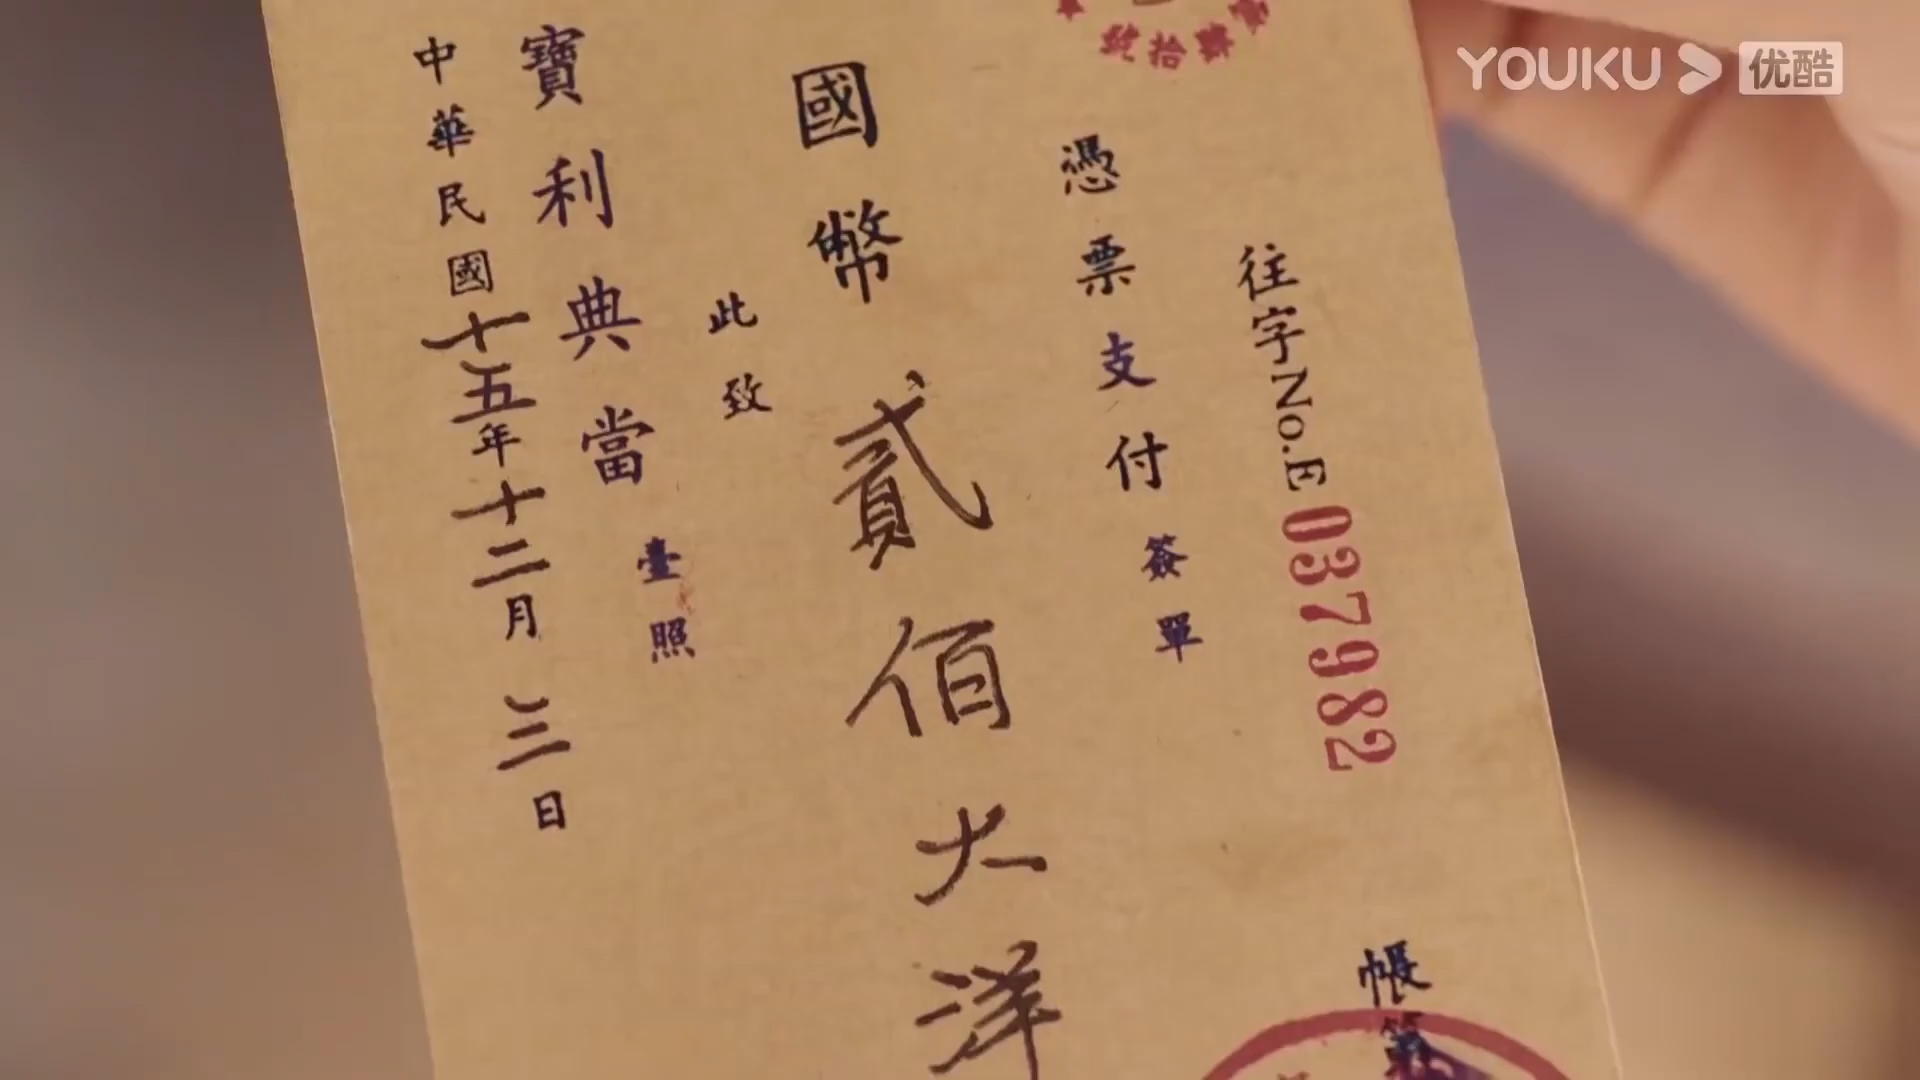 YOUKU 优酷
往字No.E 037982
帳第
憑票支付簽單
國幣貳佰大洋
此致
寶利典當臺照
中華民國十五年十二月三日